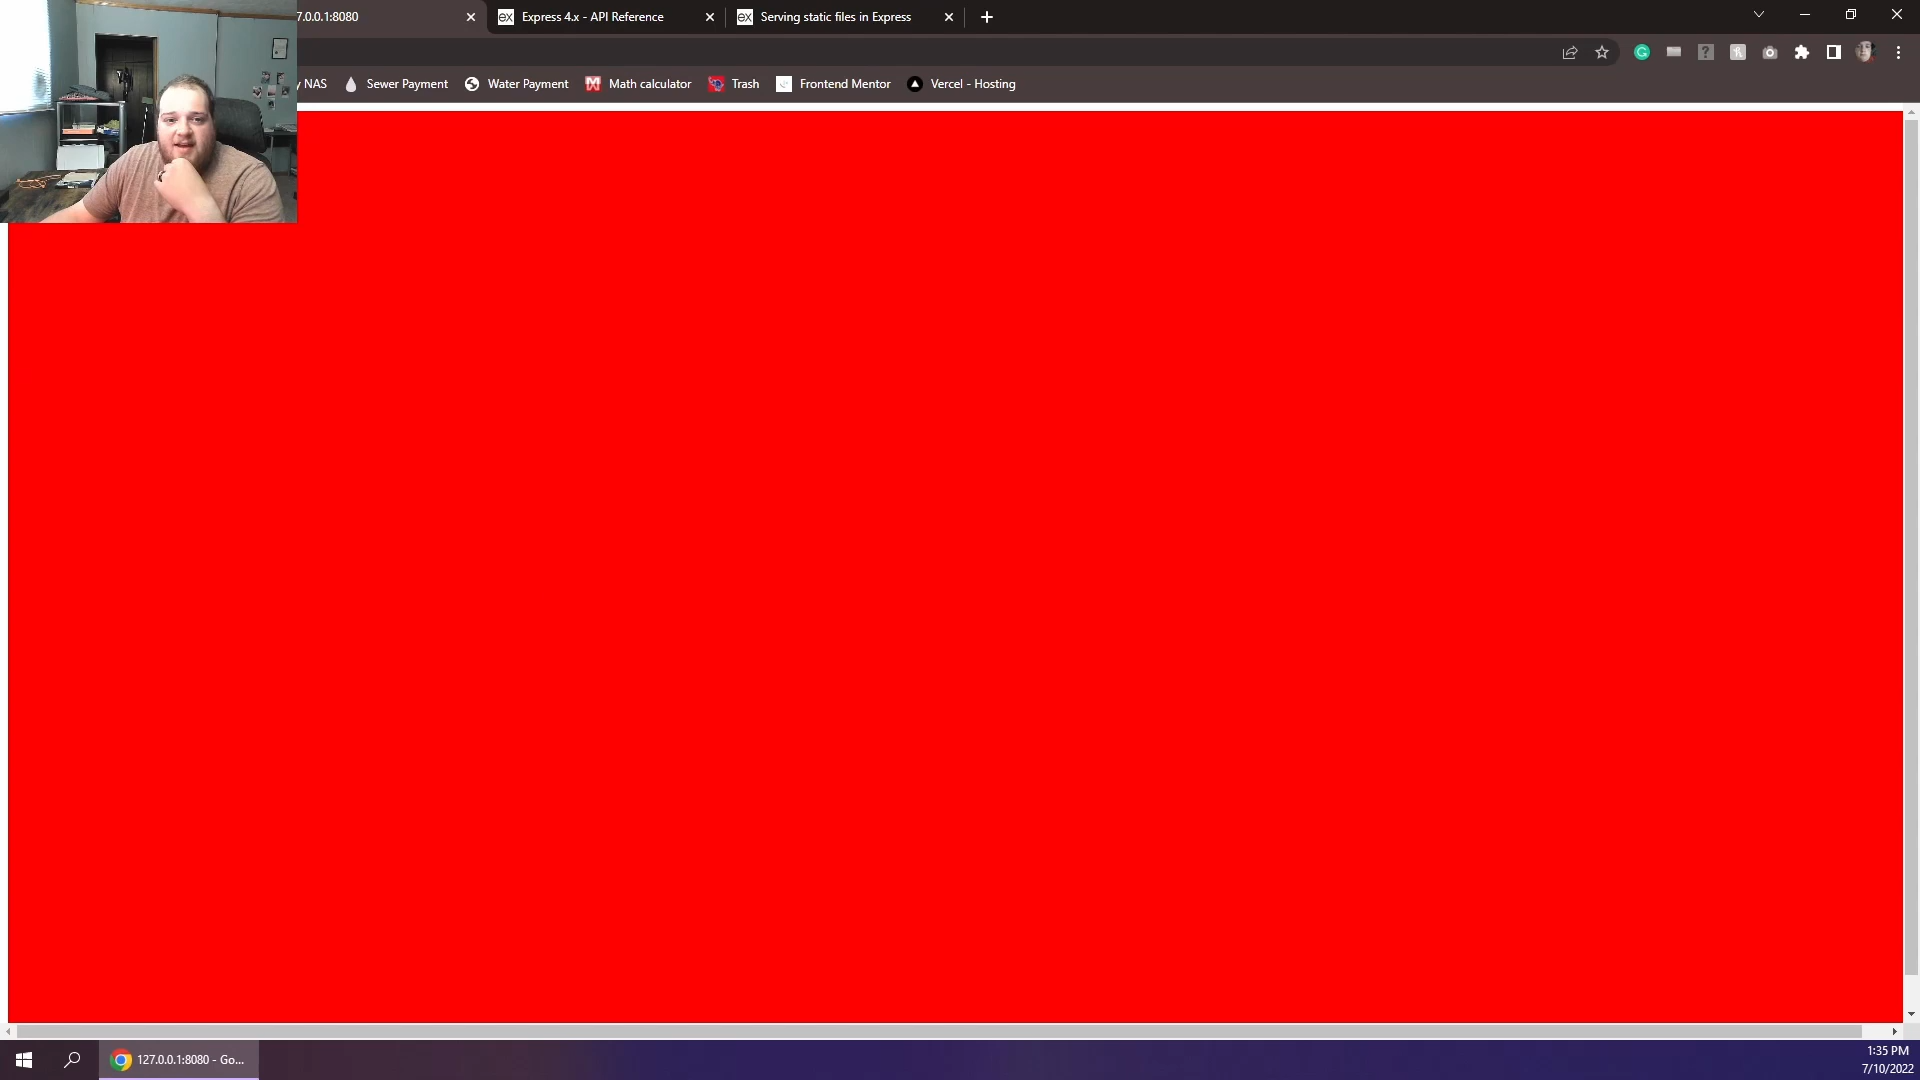 7.0.0.1:8080
ex Express 4.x - API Reference
ex Serving static files in Express
y NAS
Sewer Payment
Water Payment
Math calculator
Trash
Frontend Mentor
Vercel - Hosting
127.0.0.1:8080 - Go...
1:35 PM
7/10/2022